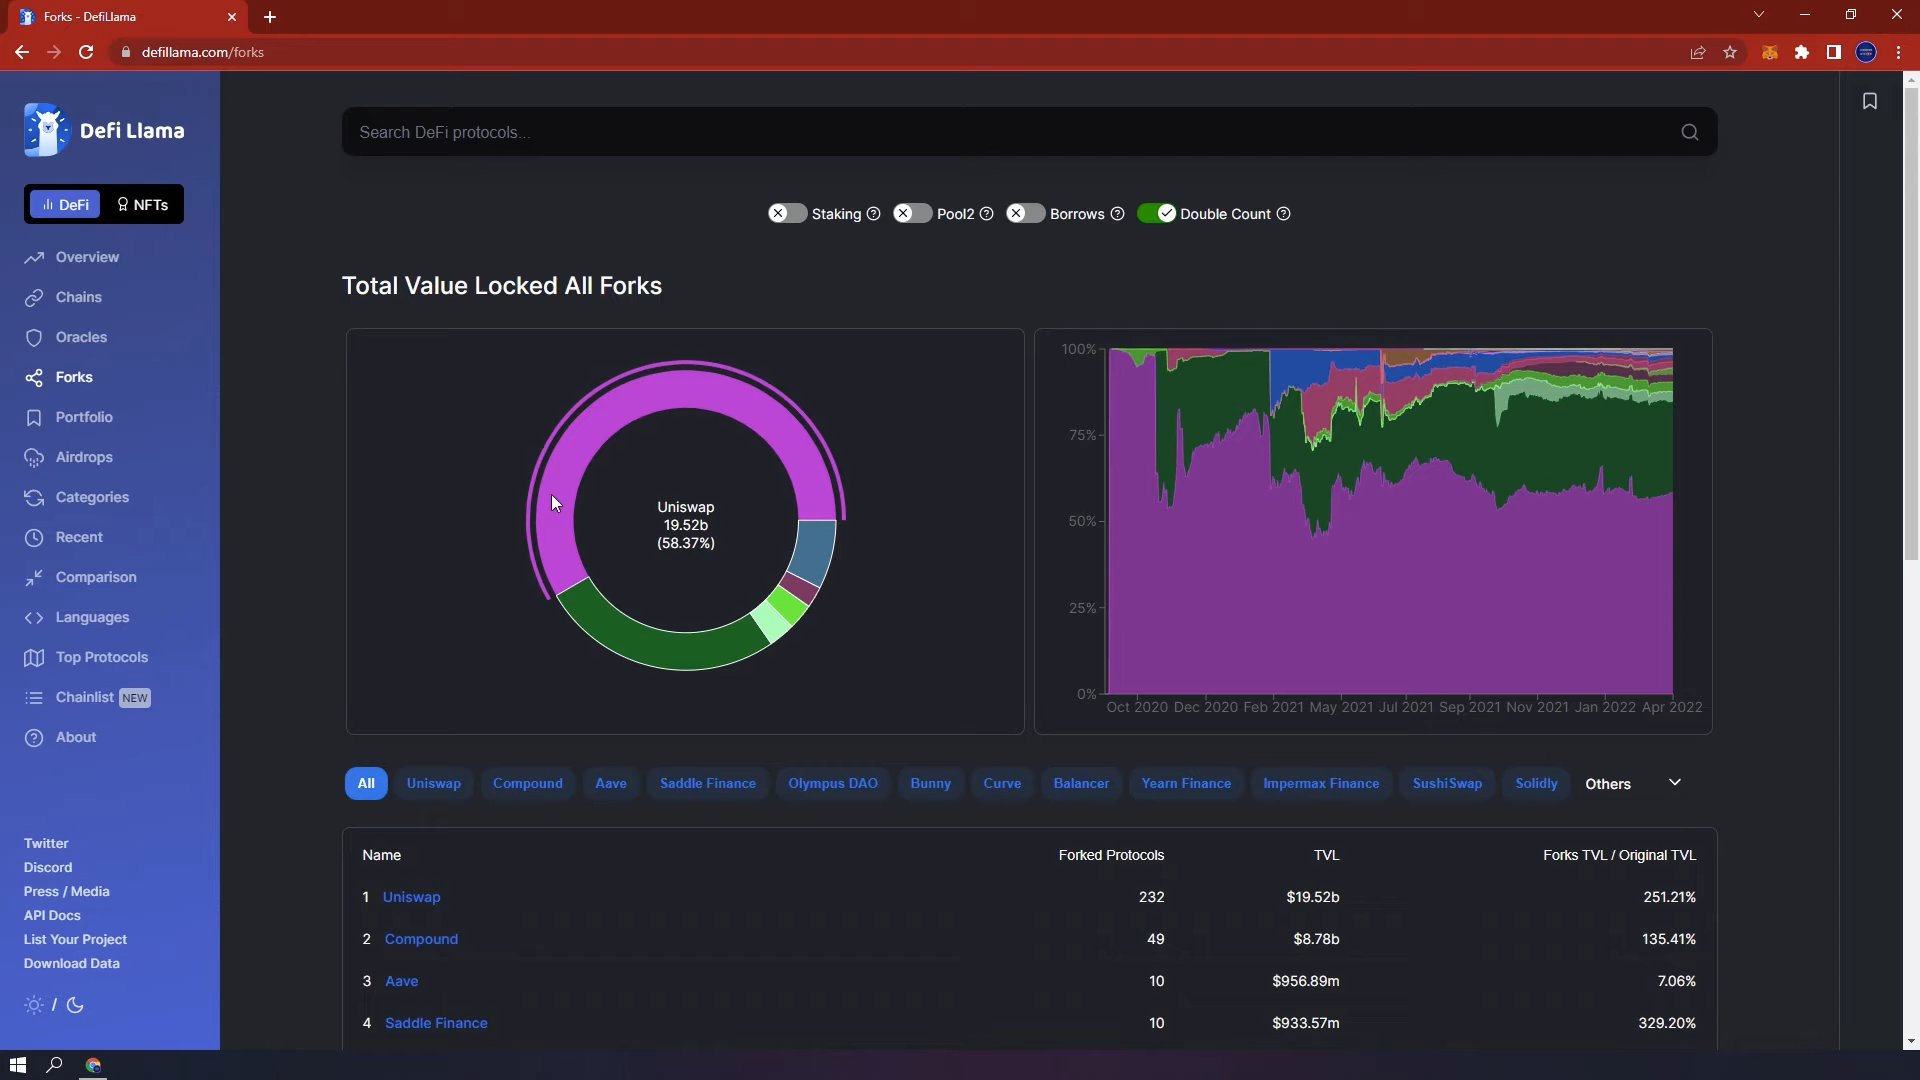 Forks - DefiLlama
defillama.com/forks
Defi Llama
DeFi NFTs
Overview
Chains
Oracles
Forks
Portfolio
Airdrops
Categories
Recent
Comparison
Languages
Top Protocols
Chainlist NEW
About
Twitter
Discord
Press / Media
API Docs
List Your Project
Download Data
/
Search DeFi protocols...
Staking Pool2 Borrows Double Count
Total Value Locked All Forks
Uniswap
19.52b
(58.37%)
100%
75%
50%
25%
0%
Oct 2020 Dec 2020 Feb 2021 May 2021 Jul 2021 Sep 2021 Nov 2021 Jan 2022 Apr 2022
All Uniswap Compound Aave Saddle Finance Olympus DAO Bunny Curve Balancer Yearn Finance Impermax Finance SushiSwap Solidly Others
Name Forked Protocols TVL Forks TVL / Original TVL
1 Uniswap 232 $19.52b 251.21%
2 Compound 49 $8.78b 135.41%
3 Aave 10 $956.89m 7.06%
4 Saddle Finance 10 $933.57m 329.20%